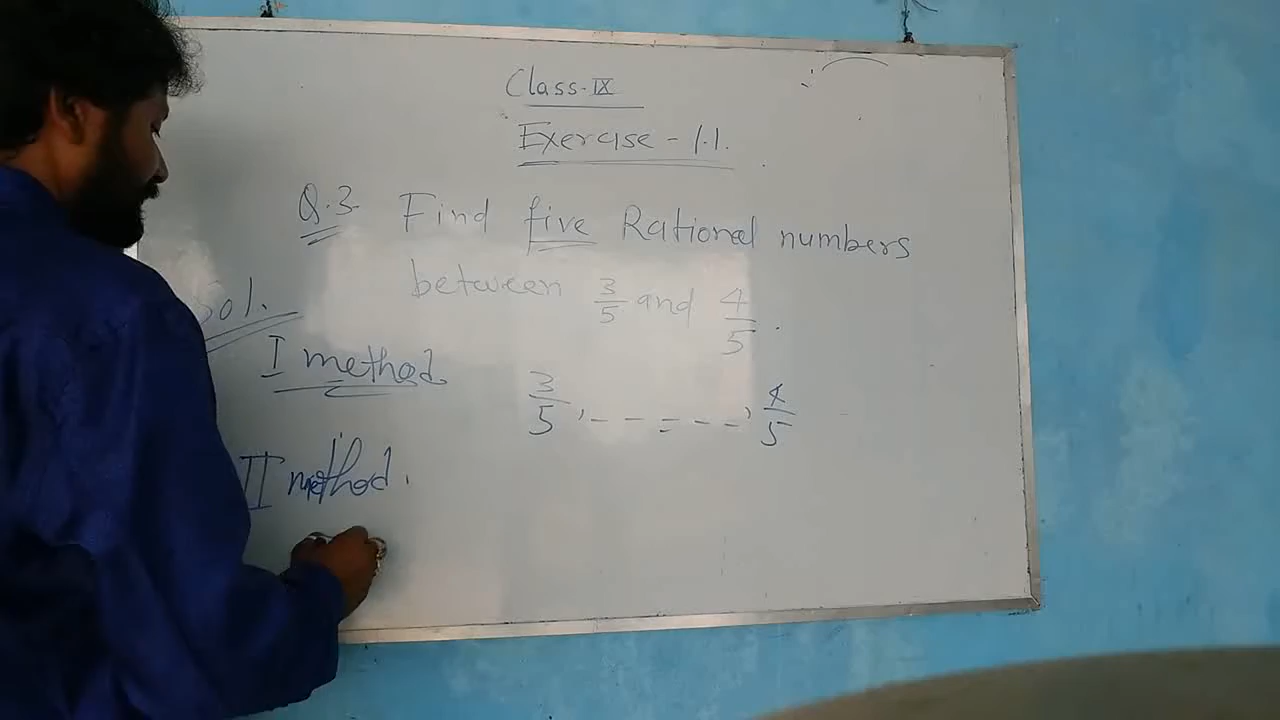 Class-IX
Exercise - 1.1.
Q.3. Find five Rational numbers
between 3/5 and 4/5.
Sol.
I method
3/5, - - = - - -, 4/5
II method.